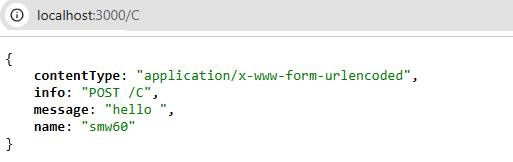 localhost:3000/C
{
contentType: "application/x-www-form-urlencoded",
info: "POST /C",
message: "hello ",
name: "smw60"
}